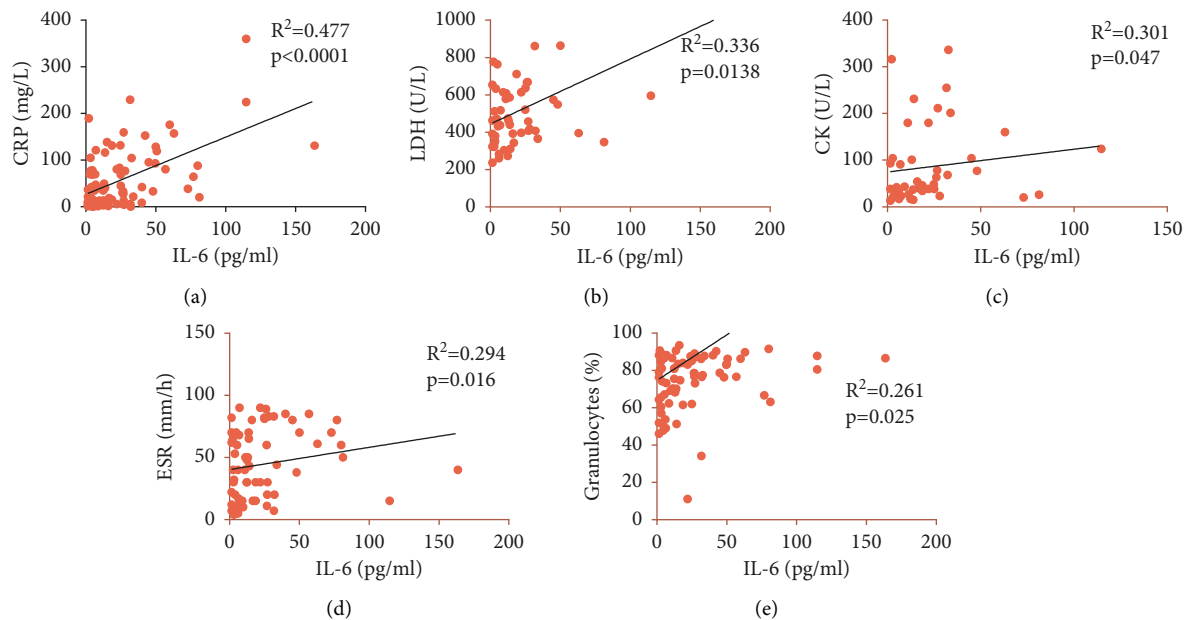 400
300
200
100
0
CRP (mg/L)
R²=0.477
p<0.0001
0 50 100 150 200
IL-6 (pg/ml)
(a)
1000
800
600
400
200
0
LDH (U/L)
R²=0.336
p=0.0138
0 50 100 150 200
IL-6 (pg/ml)
(b)
400
300
200
100
0
CK (U/L)
R²=0.301
p=0.047
0 50 100 150
IL-6 (pg/ml)
(c)
150
100
50
0
ESR (mm/h)
R²=0.294
p=0.016
0 50 100 150 200
IL-6 (pg/ml)
(d)
100
80
60
40
20
0
Granulocytes (%)
R²=0.261
p=0.025
0 50 100 150 200
IL-6 (pg/ml)
(e)